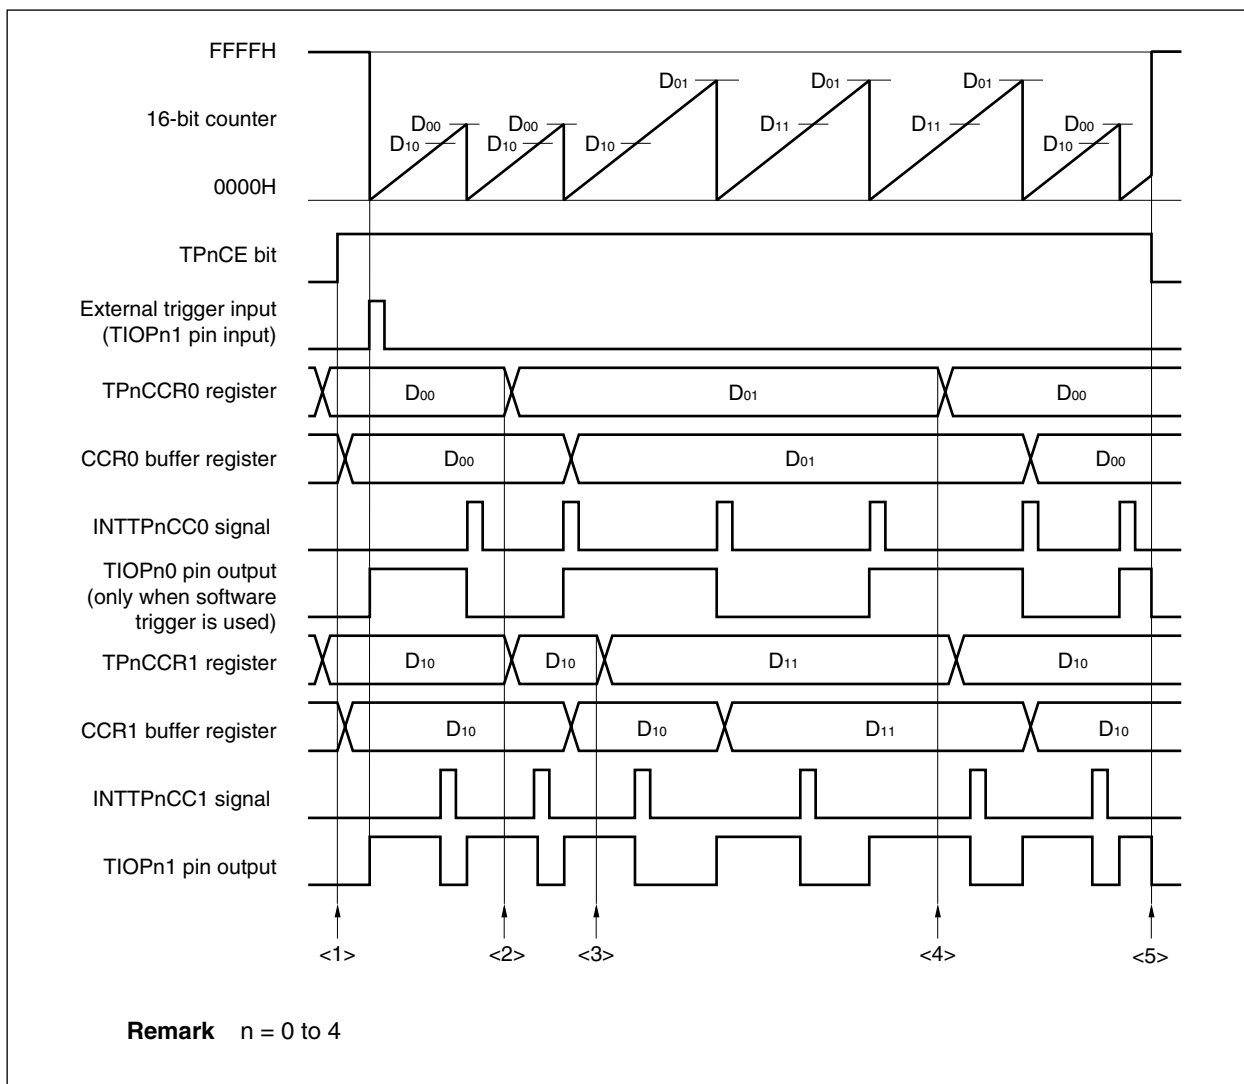 FFFFH
D01 D01 D01
16-bit counter
D00 D00 D11 D11 D00
D10 D10 D10 D10
0000H
TPnCE bit
External trigger input
(TIOPn1 pin input)
TPnCCR0 register D00 D01 D00
CCR0 buffer register D00 D01 D00
INTTPnCC0 signal
TIOPn0 pin output
(only when software
trigger is used)
TPnCCR1 register D10 D10 D11 D10
CCR1 buffer register D10 D10 D11 D10
INTTPnCC1 signal
TIOPn1 pin output
<1> <2> <3> <4> <5>
Remark n = 0 to 4